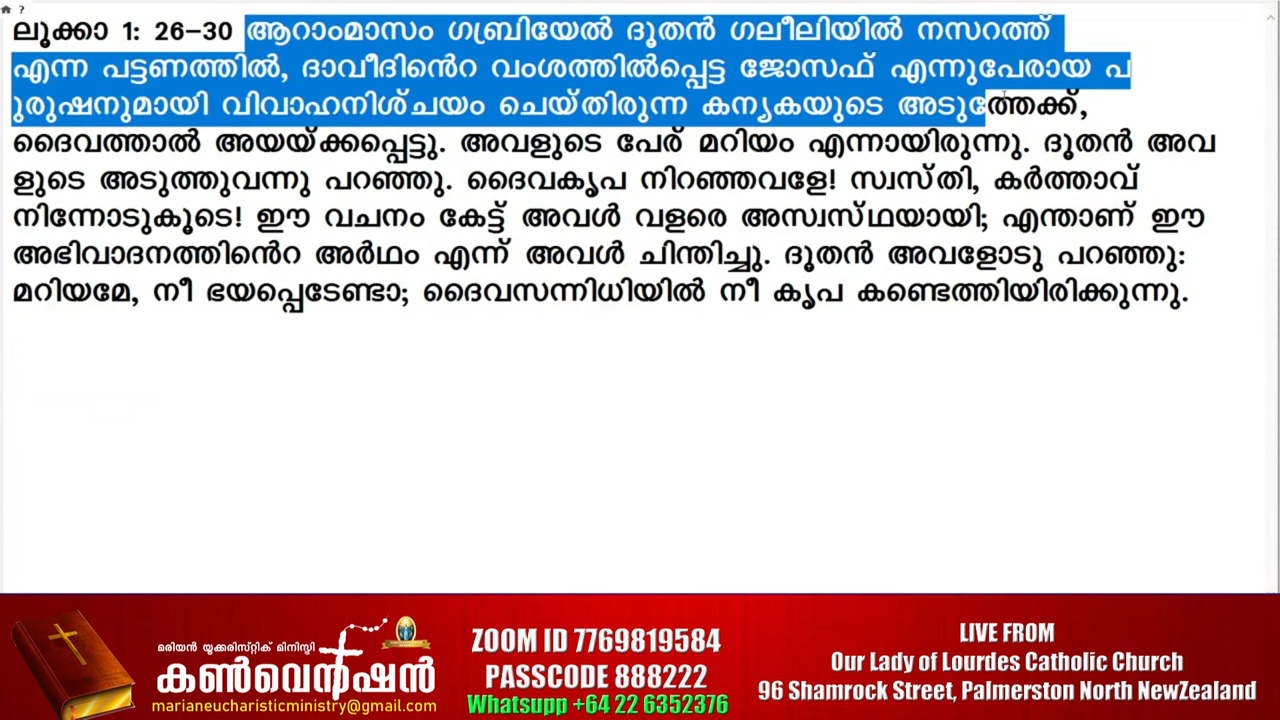 ?
ലൂക്കാ 1: 26-30 ആറാംമാസം ഗബ്രിയേൽ ദൂതൻ ഗലീലിയിൽ നസറത്ത്
എന്ന പട്ടണത്തിൽ, ദാവീദിൻെറ വംശത്തിൽപ്പെട്ട ജോസഫ് എന്നുപേരായ പ
ുരുഷനുമായി വിവാഹനിശ്ചയം ചെയ്തിരുന്ന കന്യകയുടെ അടുത്തേക്ക്,
ദൈവത്താൽ അയയ്ക്കപ്പെട്ടു. അവളുടെ പേര് മറിയം എന്നായിരുന്നു. ദൂതൻ അവ
ളുടെ അടുത്തുവന്നു പറഞ്ഞു. ദൈവകൃപ നിറഞ്ഞവളേ! സ്വസ്തി, കർത്താവ്
നിന്നോടുകൂടെ! ഈ വചനം കേട്ട് അവൾ വളരെ അസ്വസ്ഥയായി; എന്താണ് ഈ
അഭിവാദനത്തിൻെറ അർഥം എന്ന് അവൾ ചിന്തിച്ചു. ദൂതൻ അവളോടു പറഞ്ഞു:
മറിയമേ, നീ ഭയപ്പെടേണ്ടാ; ദൈവസന്നിധിയിൽ നീ കൃപ കണ്ടെത്തിയിരിക്കുന്നു.
മരിയൻ യൂക്കരിസ്റ്റിക് മിനിസ്ട്രി
കൺവെൻഷൻ
marianeucharisticministry@gmail.com
ZOOM ID 7769819584
PASSCODE 888222
Whatsupp +64 22 6352376
LIVE FROM
Our Lady of Lourdes Catholic Church
96 Shamrock Street, Palmerston North NewZealand